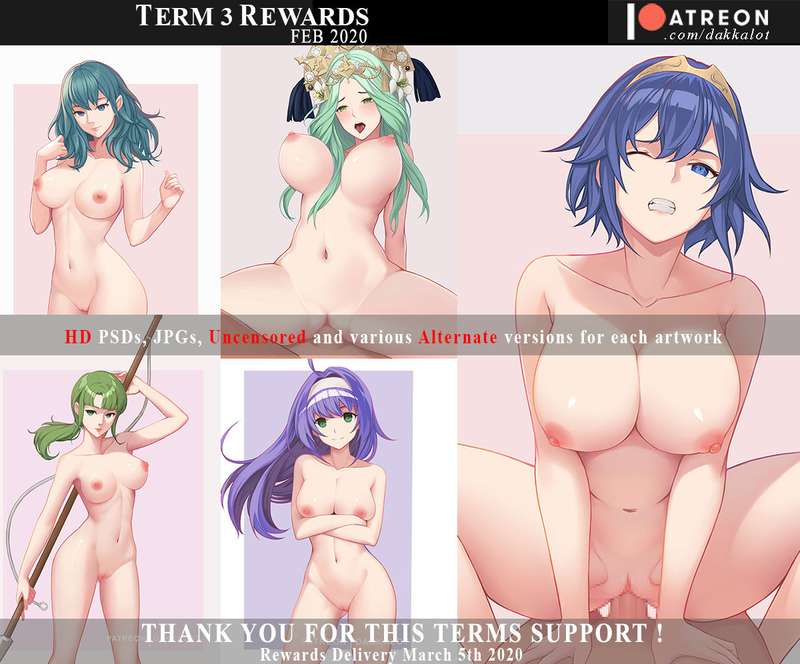 TERM 3 REWARDS
FEB 2020
PATREON
.com/dakkalot
HD PSDs, JPGs, Uncensored and various Alternate versions for each artwork
THANK YOU FOR THIS TERMS SUPPORT !
Rewards Delivery March 5th 2020